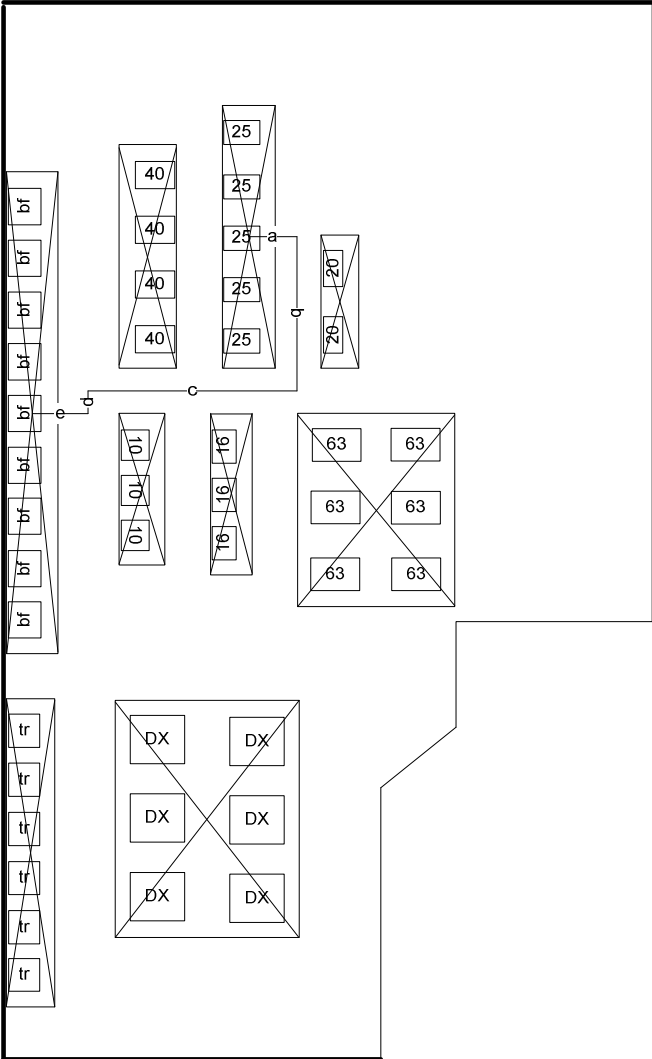 25
40
25
bf
40
25 a
bf
20
40
25
bf
b
20
40
25
bf
c
d
bf e
10 16 63 63
bf
10 16 63 63
bf
10 16
bf 63 63
bf
tr DX DX
tr
tr DX DX
tr
DX DX
tr
tr